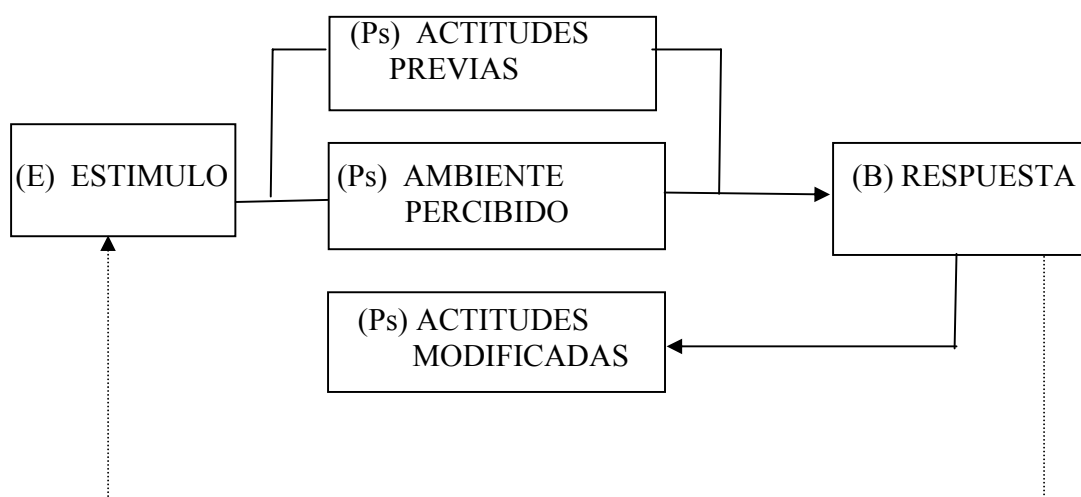 (Ps) ACTITUDES
PREVIAS
(E) ESTIMULO
(Ps) AMBIENTE
PERCIBIDO
(B) RESPUESTA
(Ps) ACTITUDES
MODIFICADAS